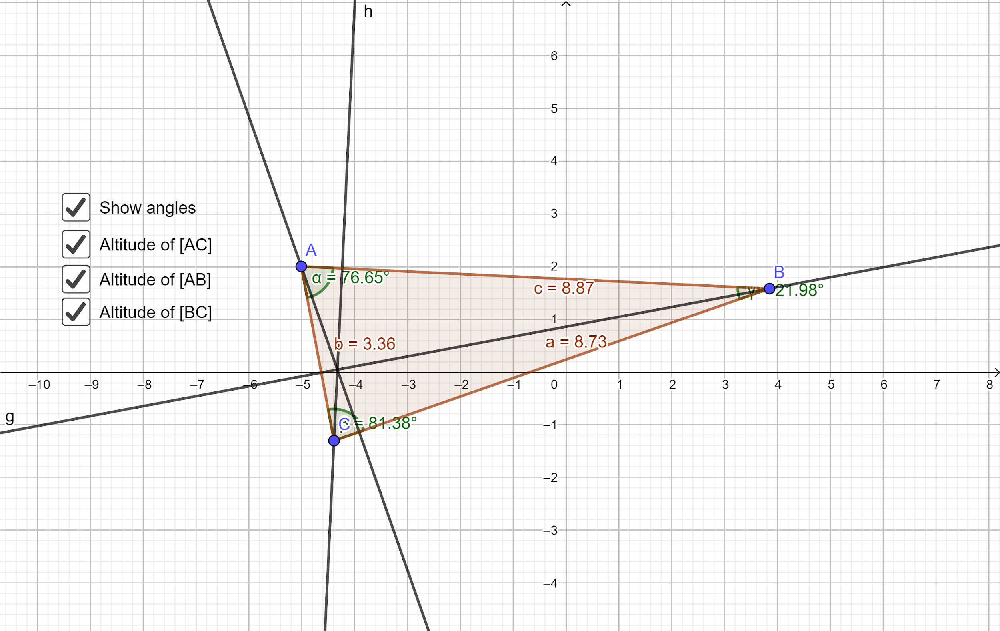 h
6
5
4
3
Show angles
Altitude of [AC]
A
2
Altitude of [AB]
α = 76.65°
B
c = 8.87
γ
21.98°
Altitude of [BC]
1
b = 3.36
a = 8.73
–10 –9 –8 –7 –6 –5 –4 –3 –2 –1 0 1 2 3 4 5 6 7 8
g
C
= 81.38°
–1
–2
–3
–4